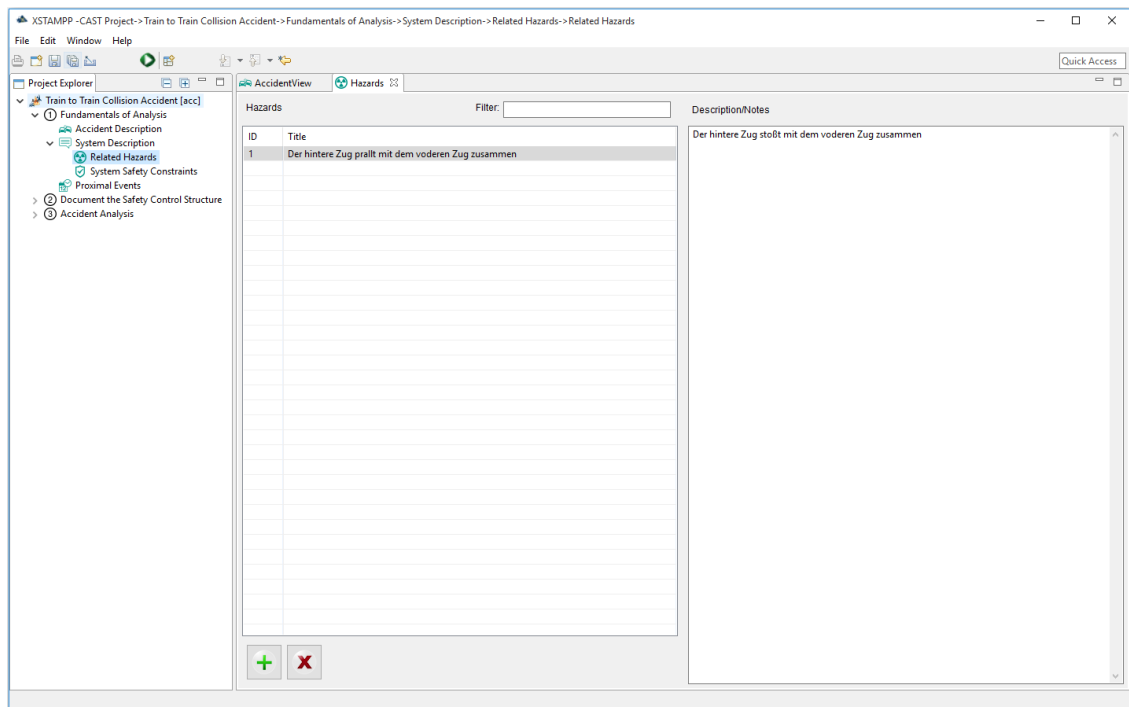 XSTAMPP -CAST Project->Train to Train Collision Accident->Fundamentals of Analysis->System Description->Related Hazards->Related Hazards
File Edit Window Help
Quick Access
Project Explorer
Train to Train Collision Accident [acc]
1 Fundamentals of Analysis
Accident Description
System Description
Related Hazards
System Safety Constraints
Proximal Events
2 Document the Safety Control Structure
3 Accident Analysis
AccidentView
Hazards
Hazards
Filter:
ID Title
1 Der hintere Zug prallt mit dem voderen Zug zusammen
Description/Notes
Der hintere Zug stoßt mit dem voderen Zug zusammen